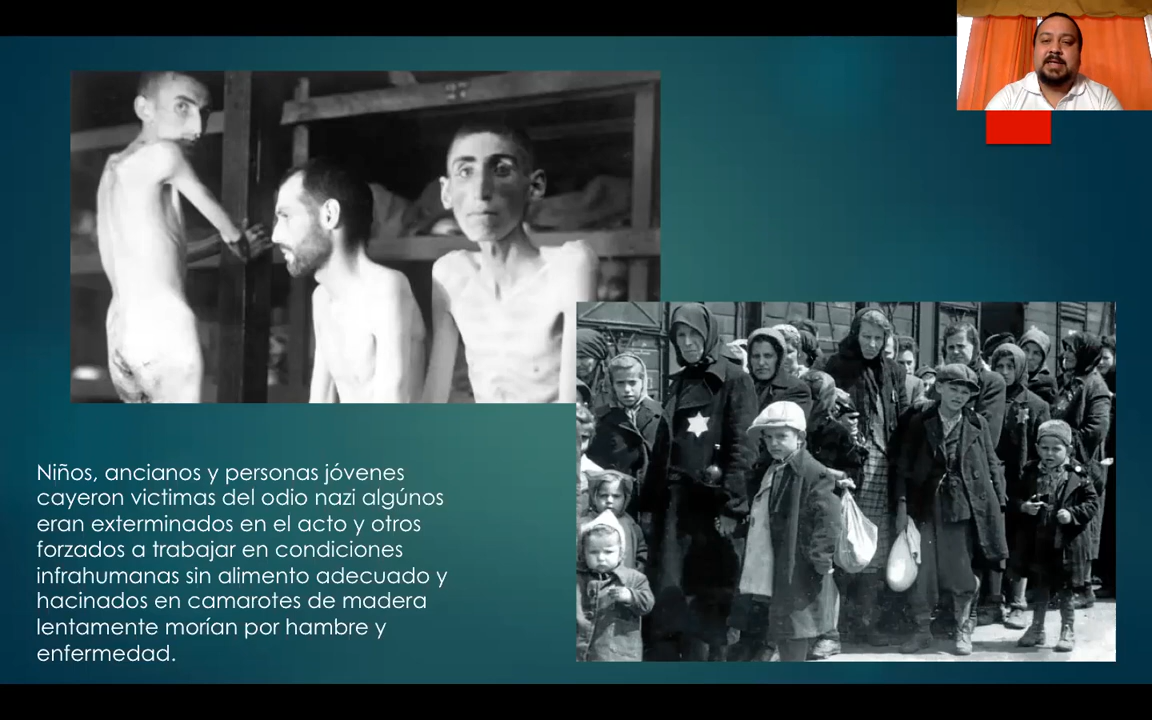 Niños, ancianos y personas jóvenes
cayeron victimas del odio nazi algúnos
eran exterminados en el acto y otros
forzados a trabajar en condiciones
infrahumanas sin alimento adecuado y
hacinados en camarotes de madera
lentamente morían por hambre y
enfermedad.